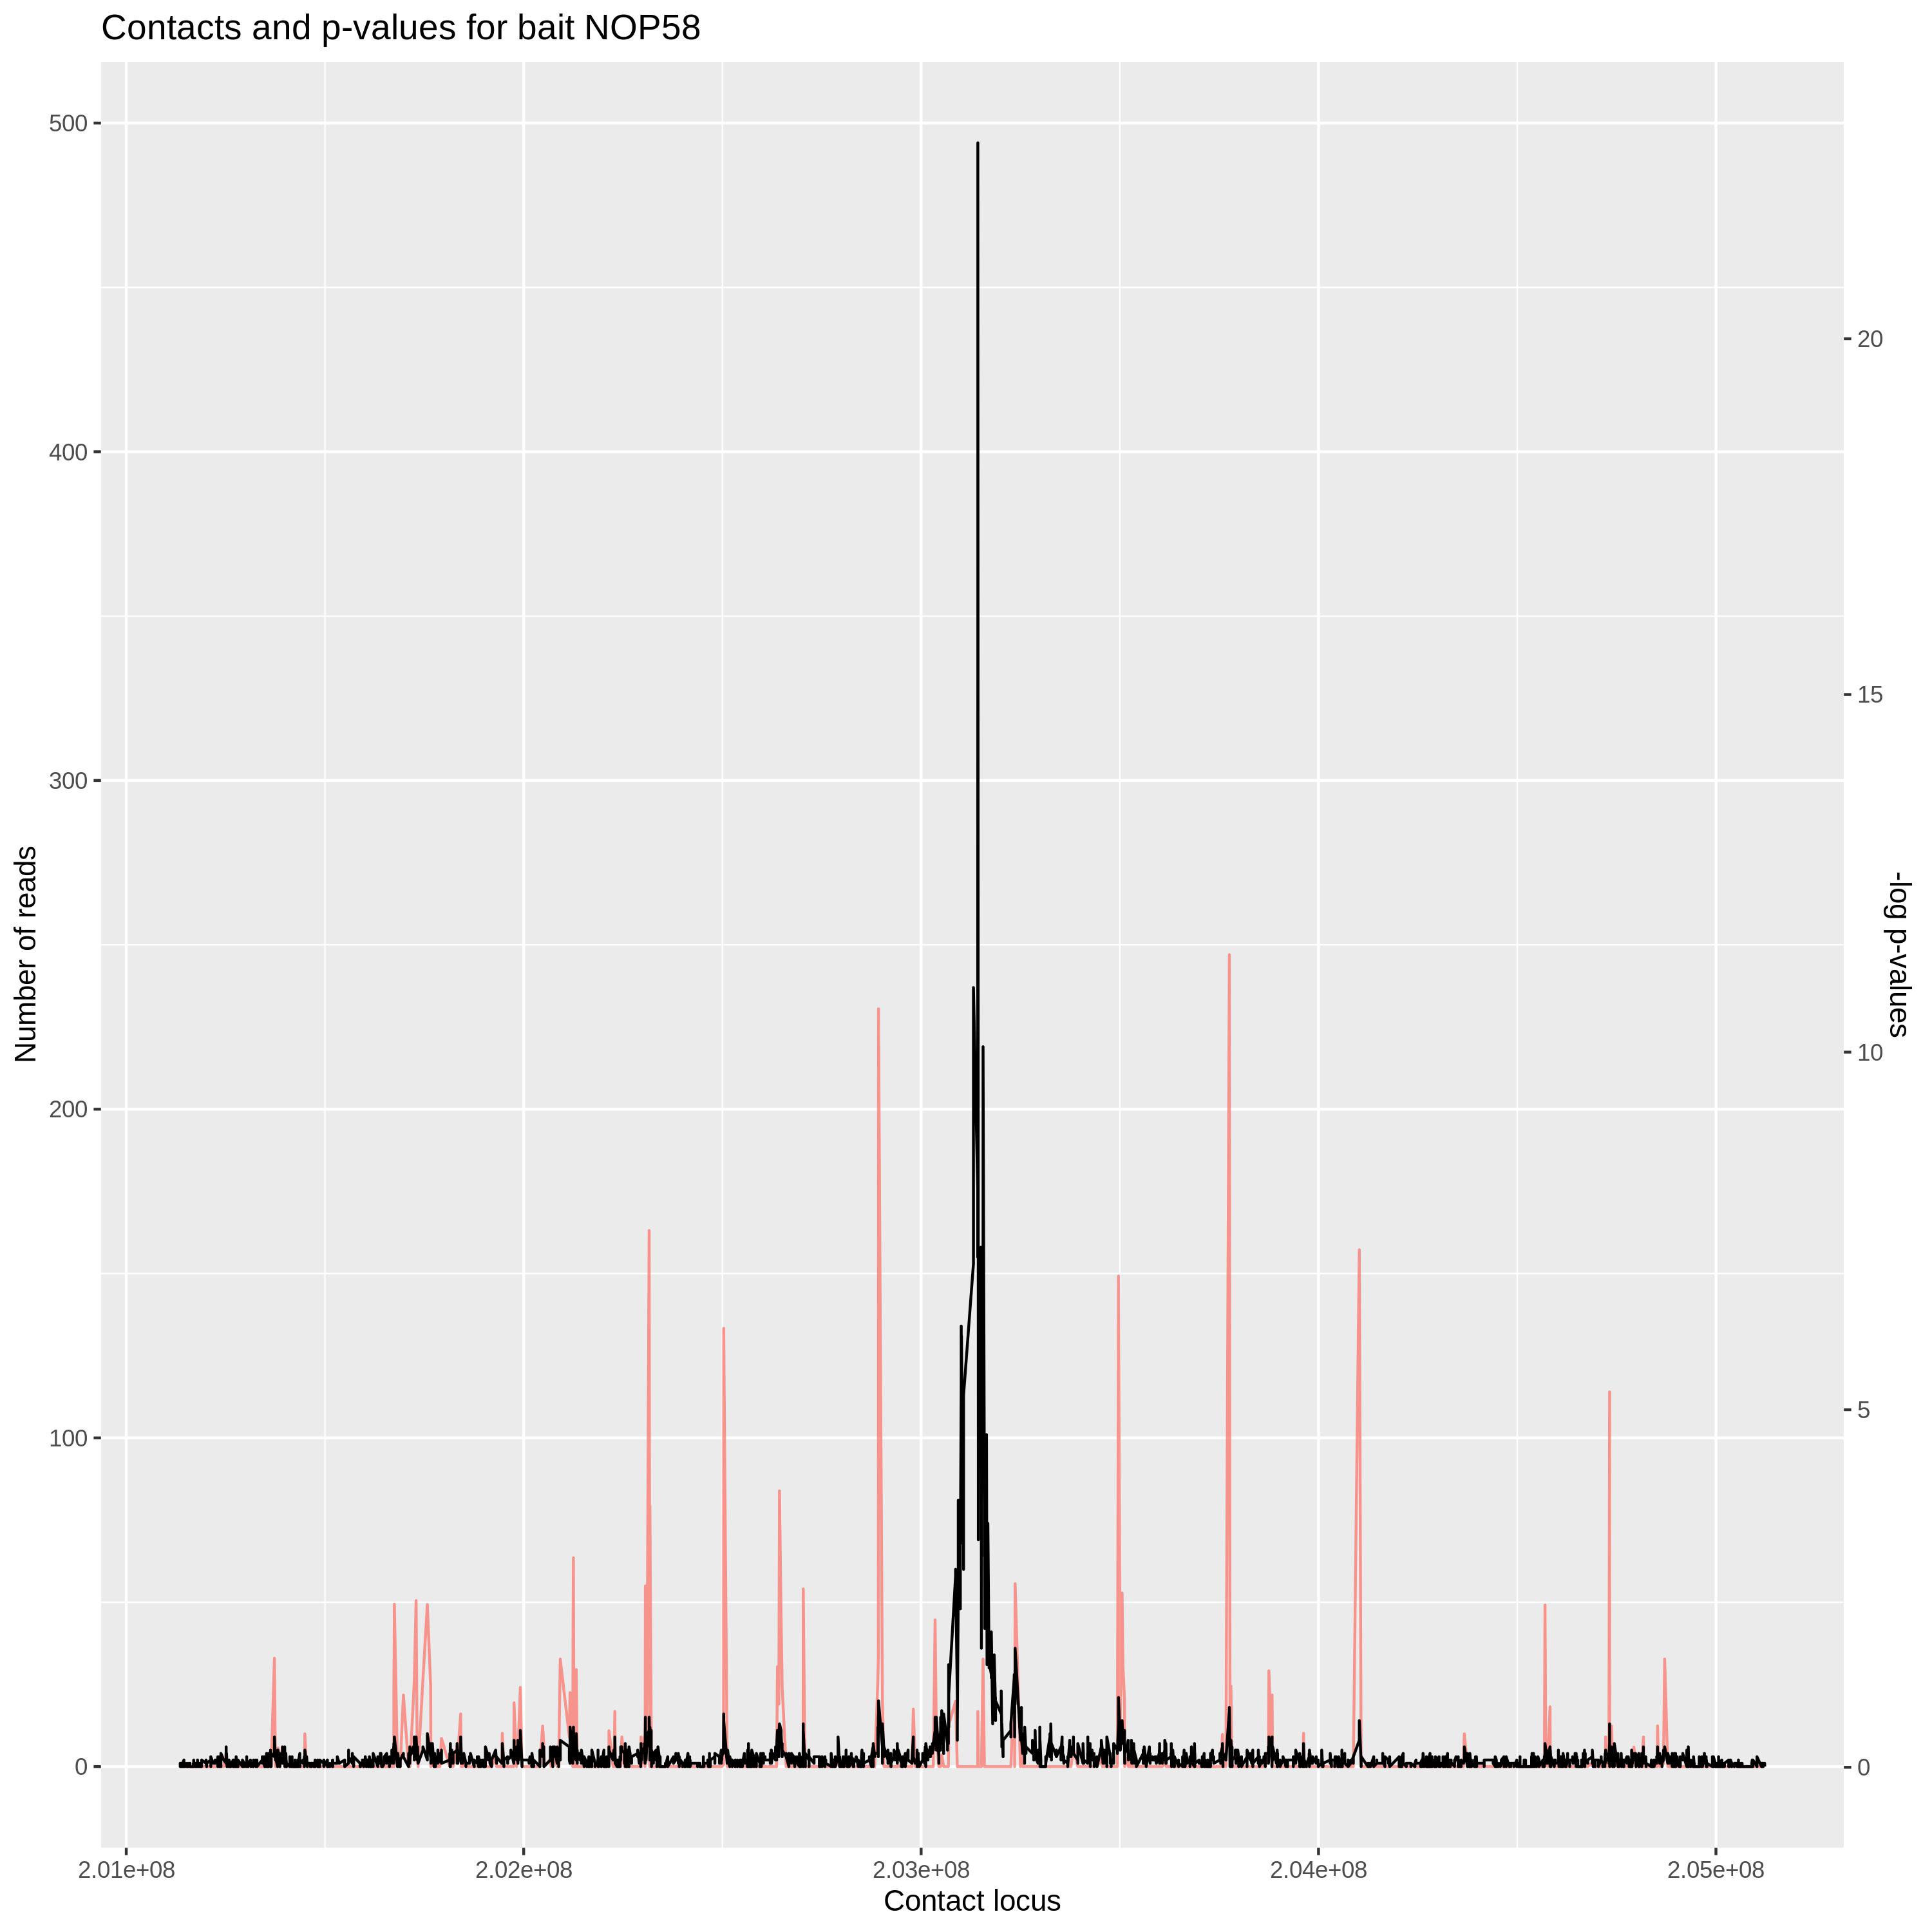 Contacts and p-values for bait NOP58
500
400
300
200
100
0
Number of reads
20
15
10
5
0
-log p-values
2.01e+08
2.02e+08
2.03e+08
2.04e+08
2.05e+08
Contact locus